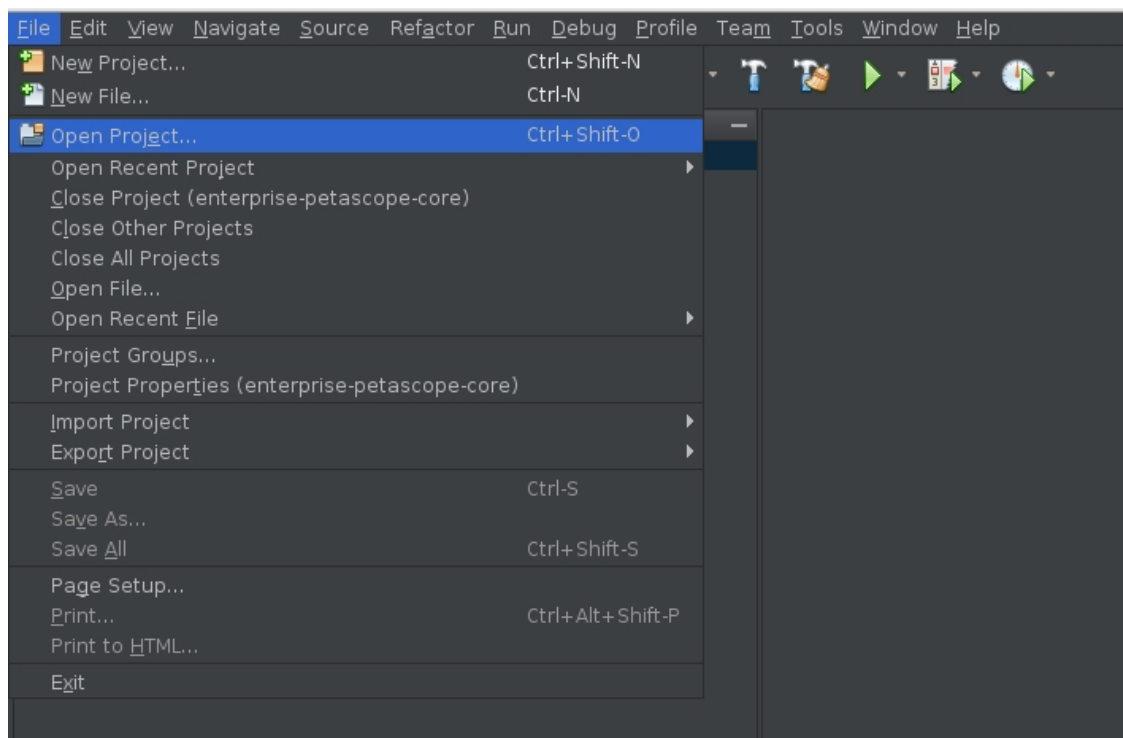 File Edit View Navigate Source Refactor Run Debug Profile Team Tools Window Help
New Project... Ctrl+Shift-N
New File... Ctrl-N
Open Project... Ctrl+Shift-O
Open Recent Project
Close Project (enterprise-petascope-core)
Close Other Projects
Close All Projects
Open File...
Open Recent File
Project Groups...
Project Properties (enterprise-petascope-core)
Import Project
Export Project
Save Ctrl-S
Save As...
Save All Ctrl+Shift-S
Page Setup...
Print... Ctrl+Alt+Shift-P
Print to HTML...
Exit